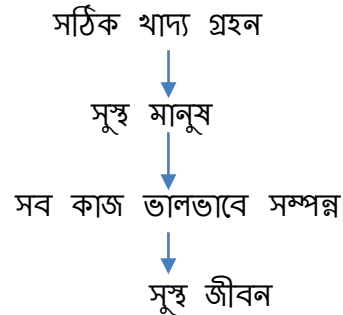 সঠিক খাদ্য গ্রহন
সুস্থ মানুষ
সব কাজ ভালভাবে সম্পন্ন
সুস্থ জীবন